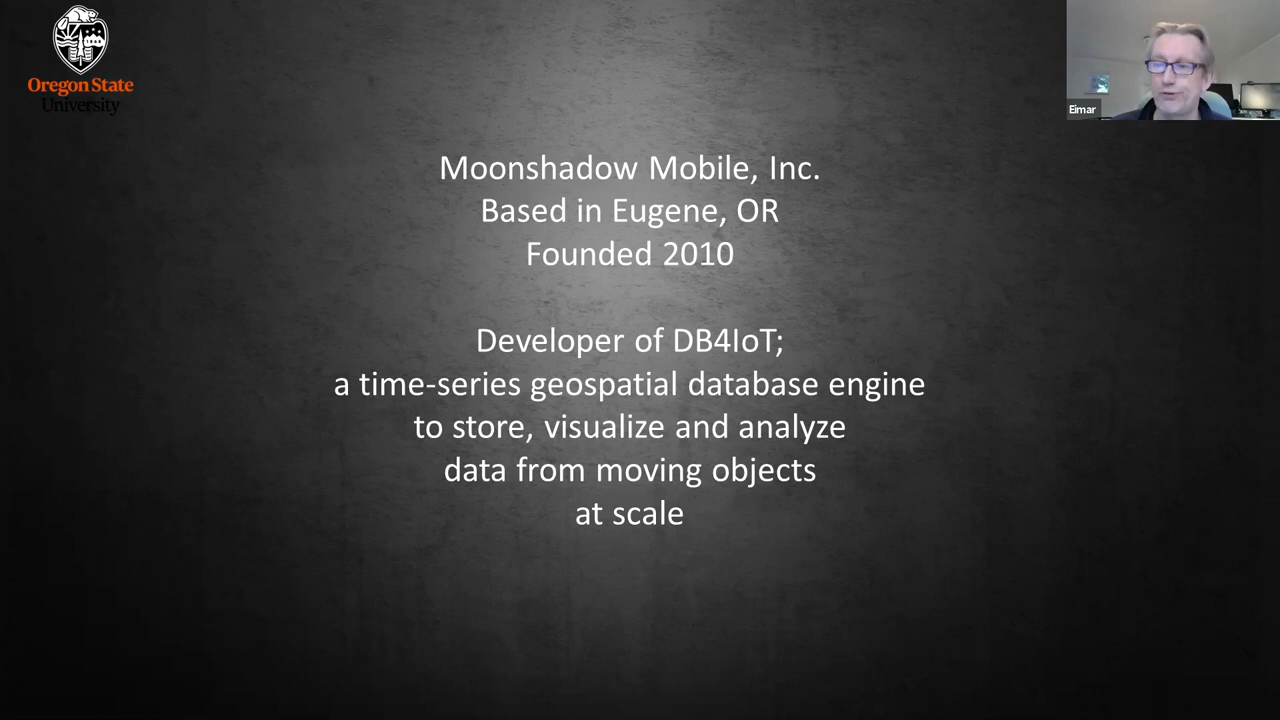 Oregon State
University
Eimar
Moonshadow Mobile, Inc.
Based in Eugene, OR
Founded 2010
Developer of DB4IoT;
a time-series geospatial database engine
to store, visualize and analyze
data from moving objects
at scale